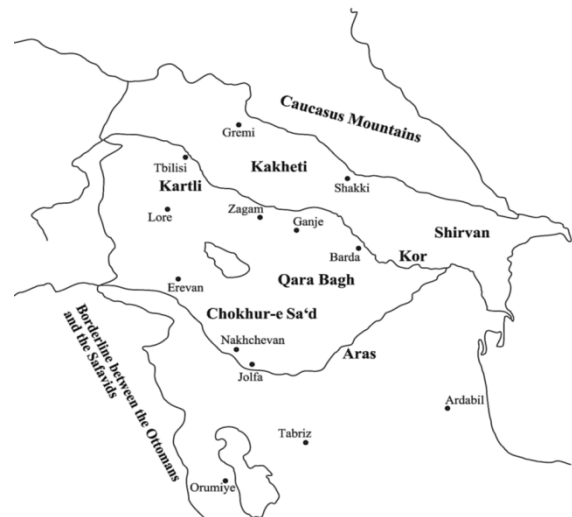 Caucasus Mountains
Gremi
Tbilisi
Kakheti
Kartli
Shakki
Lore
Zagam
Ganje
Shirvan
Barda
Kor
Erevan
Qara Bagh
Chokhur-e Sa‘d
Nakhchevan
Aras
Jolfa
Borderline between the Ottomans
and the Safavids
Ardabil
Tabriz
Orumiye